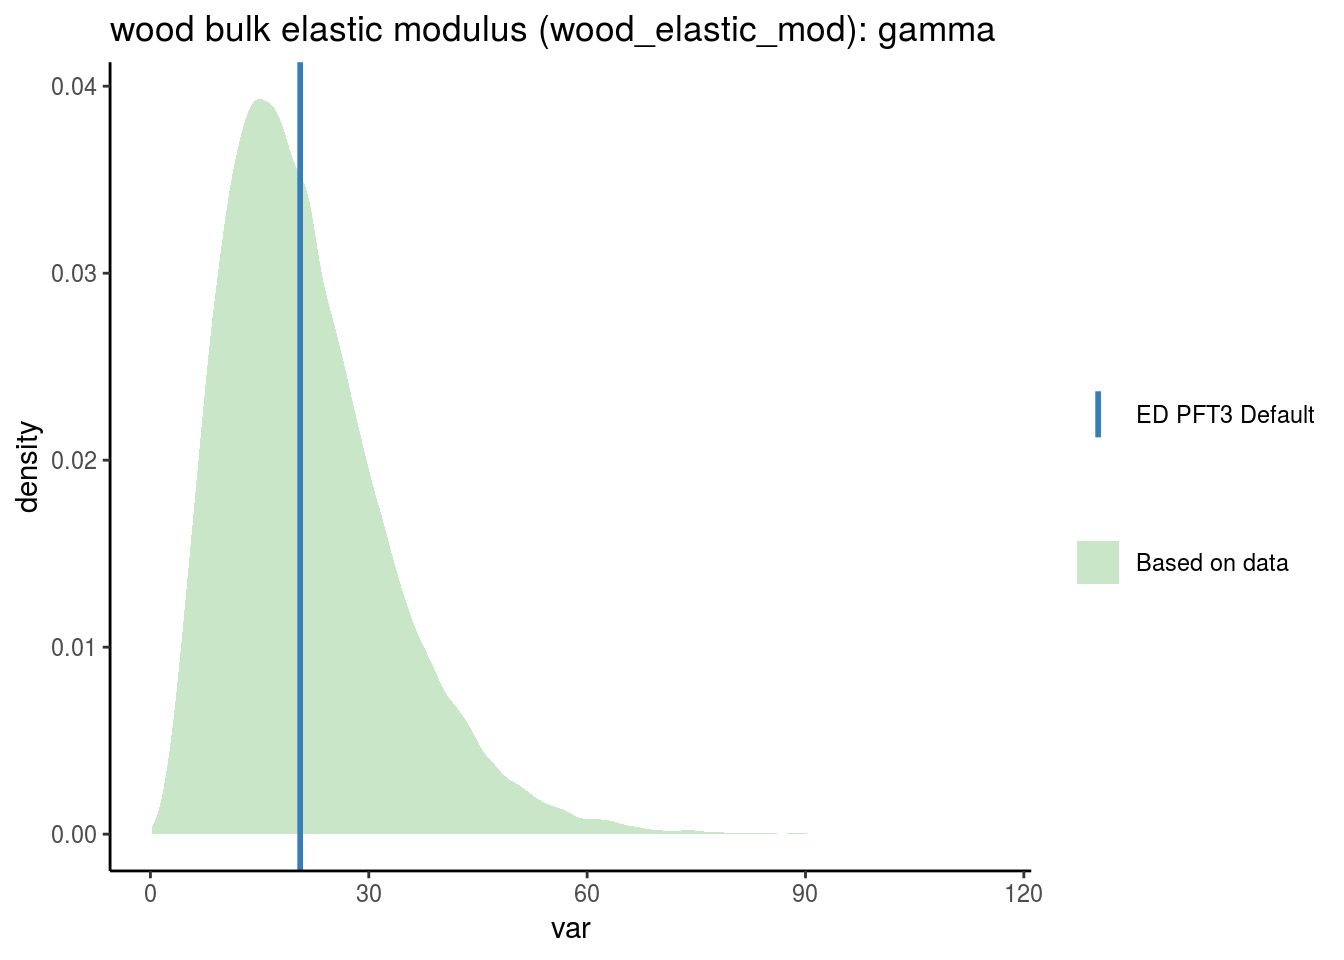 wood bulk elastic modulus (wood_elastic_mod): gamma
0.04
0.03
0.02
0.01
0.00
density
0
30
60
90
120
var
ED PFT3 Default
Based on data